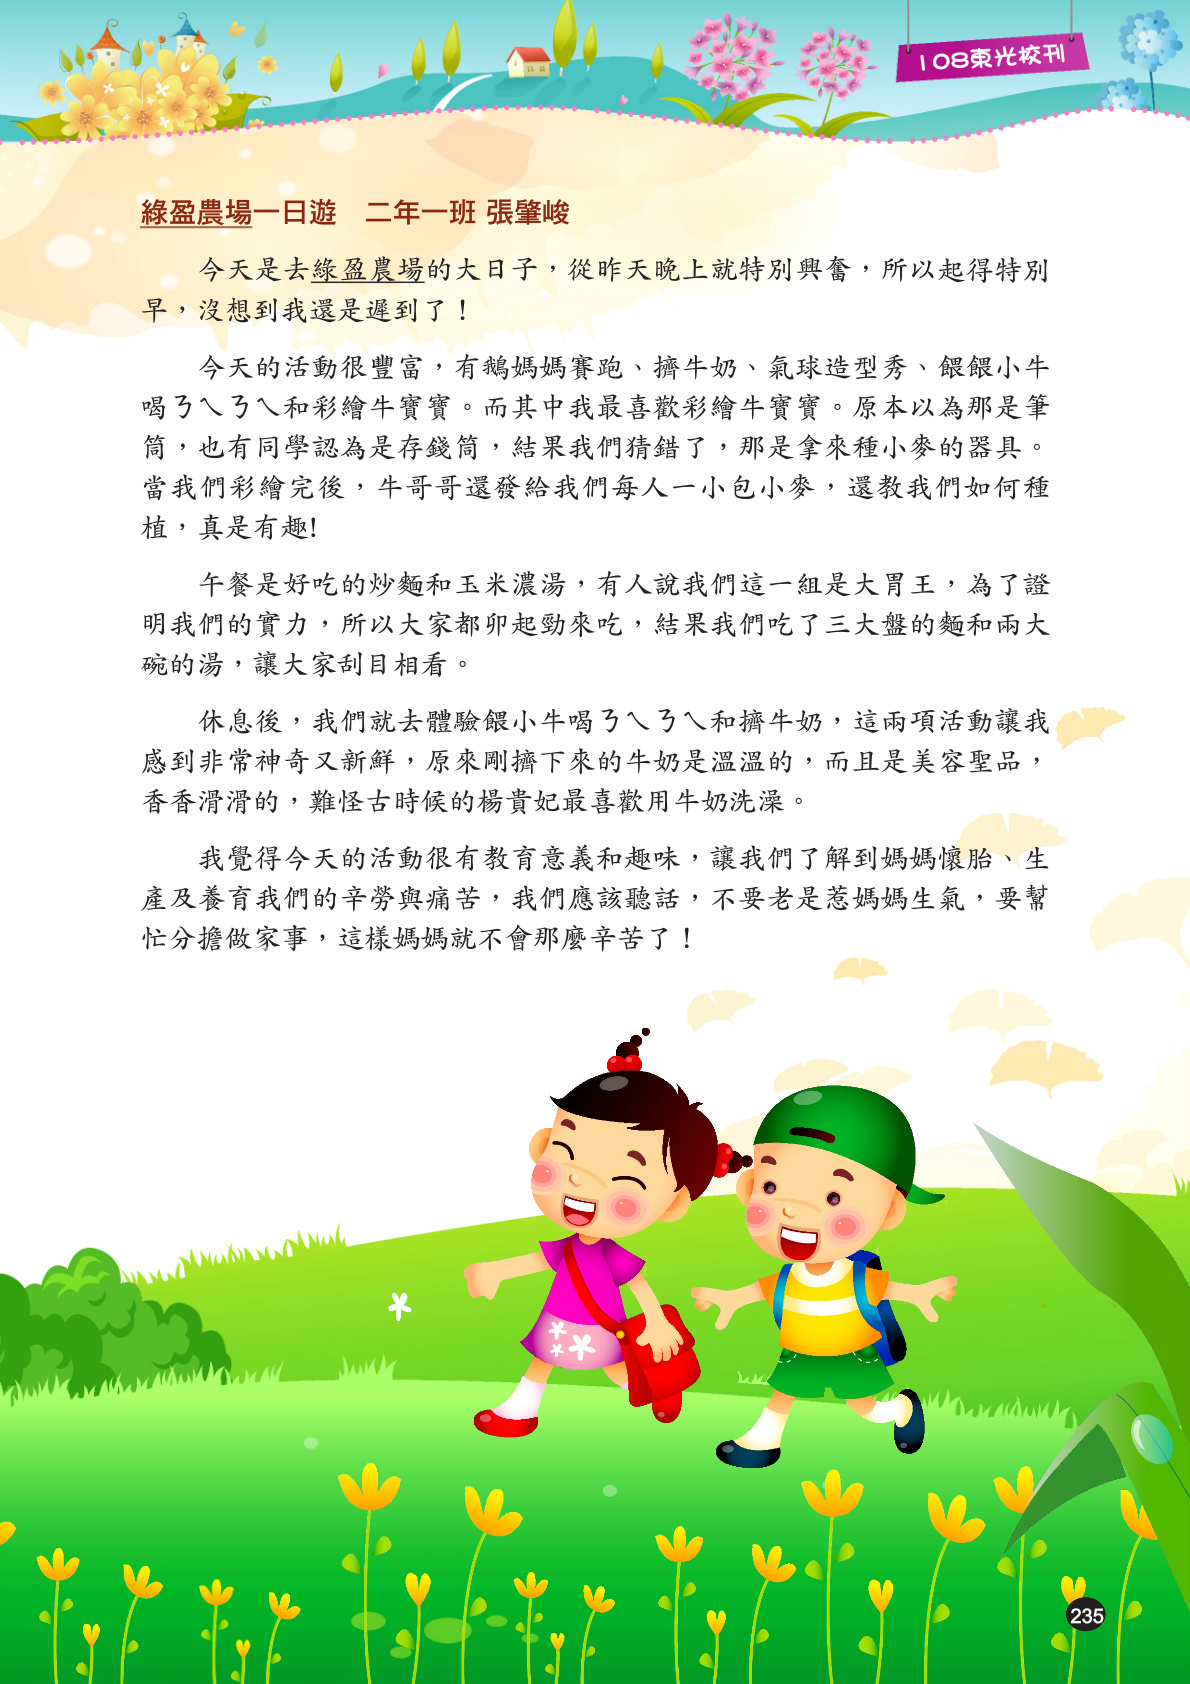 108東光校刊
綠盈農場一日遊　二年一班 張肇峻
今天是去綠盈農場的大日子，從昨天晚上就特別興奮，所以起得特別
早，沒想到我還是遲到了！
今天的活動很豐富，有鵝媽媽賽跑、擠牛奶、氣球造型秀、餵餵小牛
喝ㄋㄟㄋㄟ和彩繪牛寶寶。而其中我最喜歡彩繪牛寶寶。原本以為那是筆
筒，也有同學認為是存錢筒，結果我們猜錯了，那是拿來種小麥的器具。
當我們彩繪完後，牛哥哥還發給我們每人一小包小麥，還教我們如何種
植，真是有趣!
午餐是好吃的炒麵和玉米濃湯，有人說我們這一組是大胃王，為了證
明我們的實力，所以大家都卯起勁來吃，結果我們吃了三大盤的麵和兩大
碗的湯，讓大家刮目相看。
休息後，我們就去體驗餵小牛喝ㄋㄟㄋㄟ和擠牛奶，這兩項活動讓我
感到非常神奇又新鮮，原來剛擠下來的牛奶是溫溫的，而且是美容聖品，
香香滑滑的，難怪古時候的楊貴妃最喜歡用牛奶洗澡。
我覺得今天的活動很有教育意義和趣味，讓我們了解到媽媽懷胎、生
產及養育我們的辛勞與痛苦，我們應該聽話，不要老是惹媽媽生氣，要幫
忙分擔做家事，這樣媽媽就不會那麼辛苦了！
235